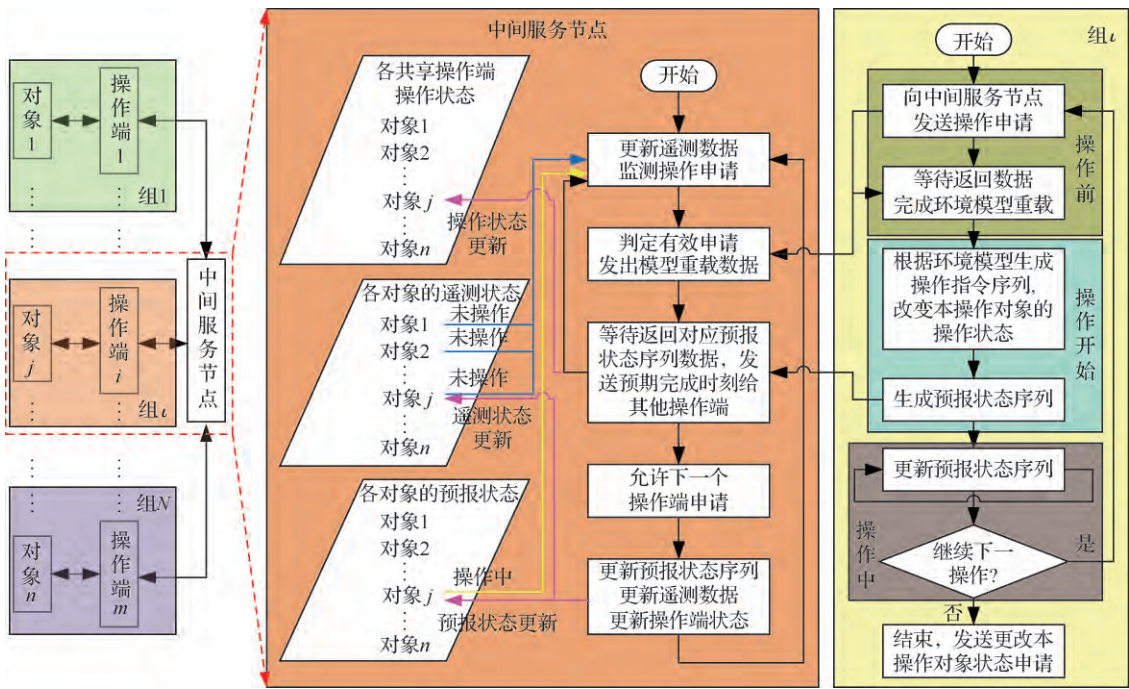 对象1
操作端1
组1
对象j
操作端i
组ι
中间服务节点
组N
对象n
操作端m
中间服务节点
各共享操作端
操作状态
对象1
对象2
对象j
对象n
操作状态
更新
各对象的遥测状态
未操作
对象1
未操作
对象2
未操作
对象j
遥测状态
更新
对象n
各对象的预报状态
对象1
对象2
操作中
对象j
预报状态更新
对象n
开始
更新遥测数据
监测操作申请
判定有效申请
发出模型重载数据
等待返回对应预报
状态序列数据，发
送预期完成时刻给
其他操作端
允许下一个
操作端申请
更新预报状态序列
更新遥测数据
更新操作端状态
组ι
开始
向中间服务节点
发送操作申请
等待返回数据
完成环境模型重载
操作前
根据环境模型生成
操作指令序列，
改变本操作对象的
操作状态
生成预报状态序列
操作开始
更新预报状态序列
继续下一
操作?
是
操作中
否
结束，发送更改本
操作对象状态申请